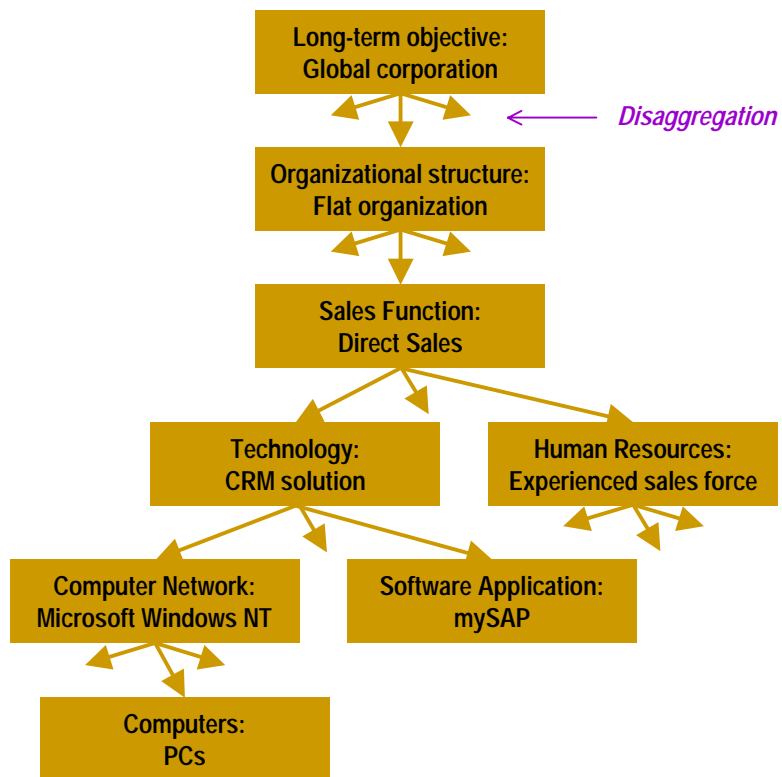 Long-term objective:
Global corporation
Disaggregation
Organizational structure:
Flat organization
Sales Function:
Direct Sales
Technology:
CRM solution
Human Resources:
Experienced sales force
Computer Network:
Microsoft Windows NT
Software Application:
mySAP
Computers:
PCs